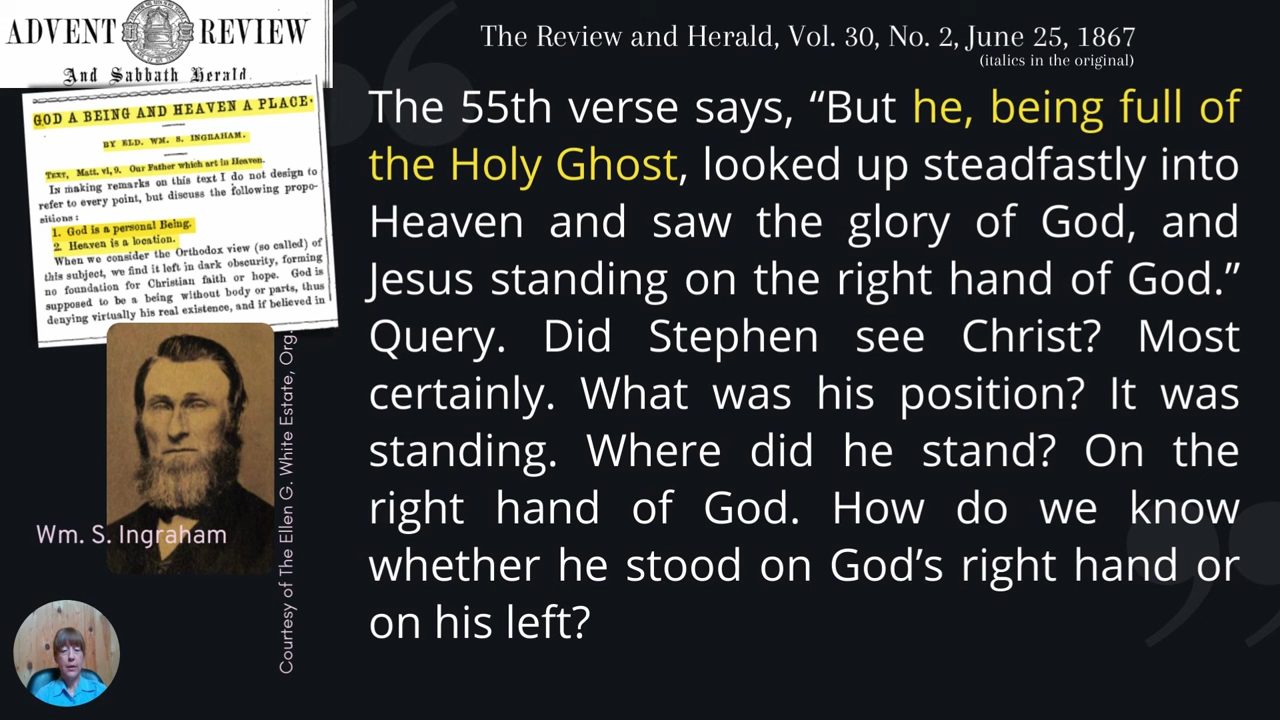 ADVENT REVIEW
And Sabbath Herald.
GOD A BEING AND HEAVEN A PLACE.
BY ELD. WM. S. INGRAHAM.
TEXT, Matt. vi, 9. Our Father which art in Heaven.
In making remarks on this text I do not design to
refer to every point, but discuss the following propo-
sitions:
1. God is a personal Being.
2. Heaven is a location.
When we consider the Orthodox view (so called) of
this subject, we find it left in dark obscurity, forming
no foundation for Christian faith or hope. God is
supposed to be a being without body or parts, thus
denying virtually his real existence, and if believed in
Wm. S. Ingraham
Courtesy of The Ellen G. White Estate, Org.
The Review and Herald, Vol. 30, No. 2, June 25, 1867
(italics in the original)
The 55th verse says, “But he, being full of
the Holy Ghost, looked up steadfastly into
Heaven and saw the glory of God, and
Jesus standing on the right hand of God.”
Query. Did Stephen see Christ? Most
certainly. What was his position? It was
standing. Where did he stand? On the
right hand of God. How do we know
whether he stood on God’s right hand or
on his left?